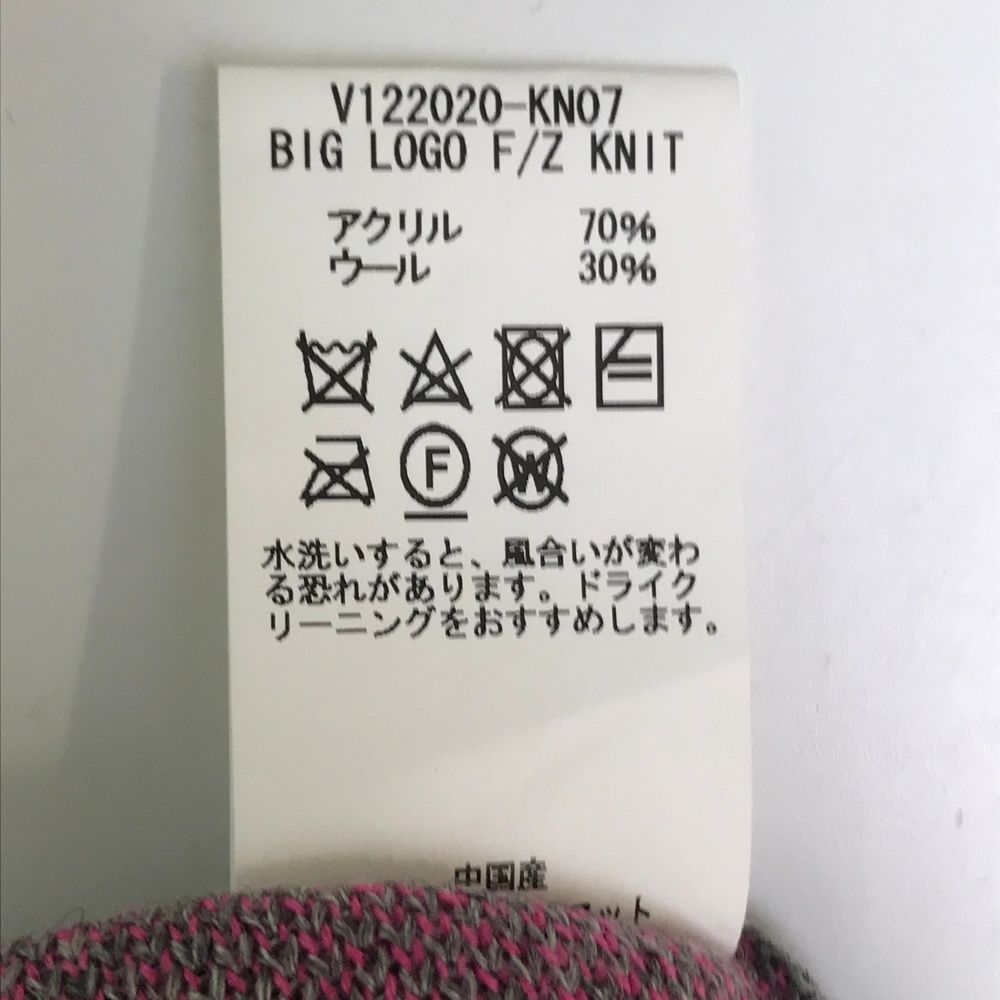 V122020-KN07
BIG LOGO F/Z KNIT
アクリル 70%
ウール 30%
F
W
水洗いすると、風合いが変わ
る恐れがあります。ドライク
リーニングをおすすめします。
中国産